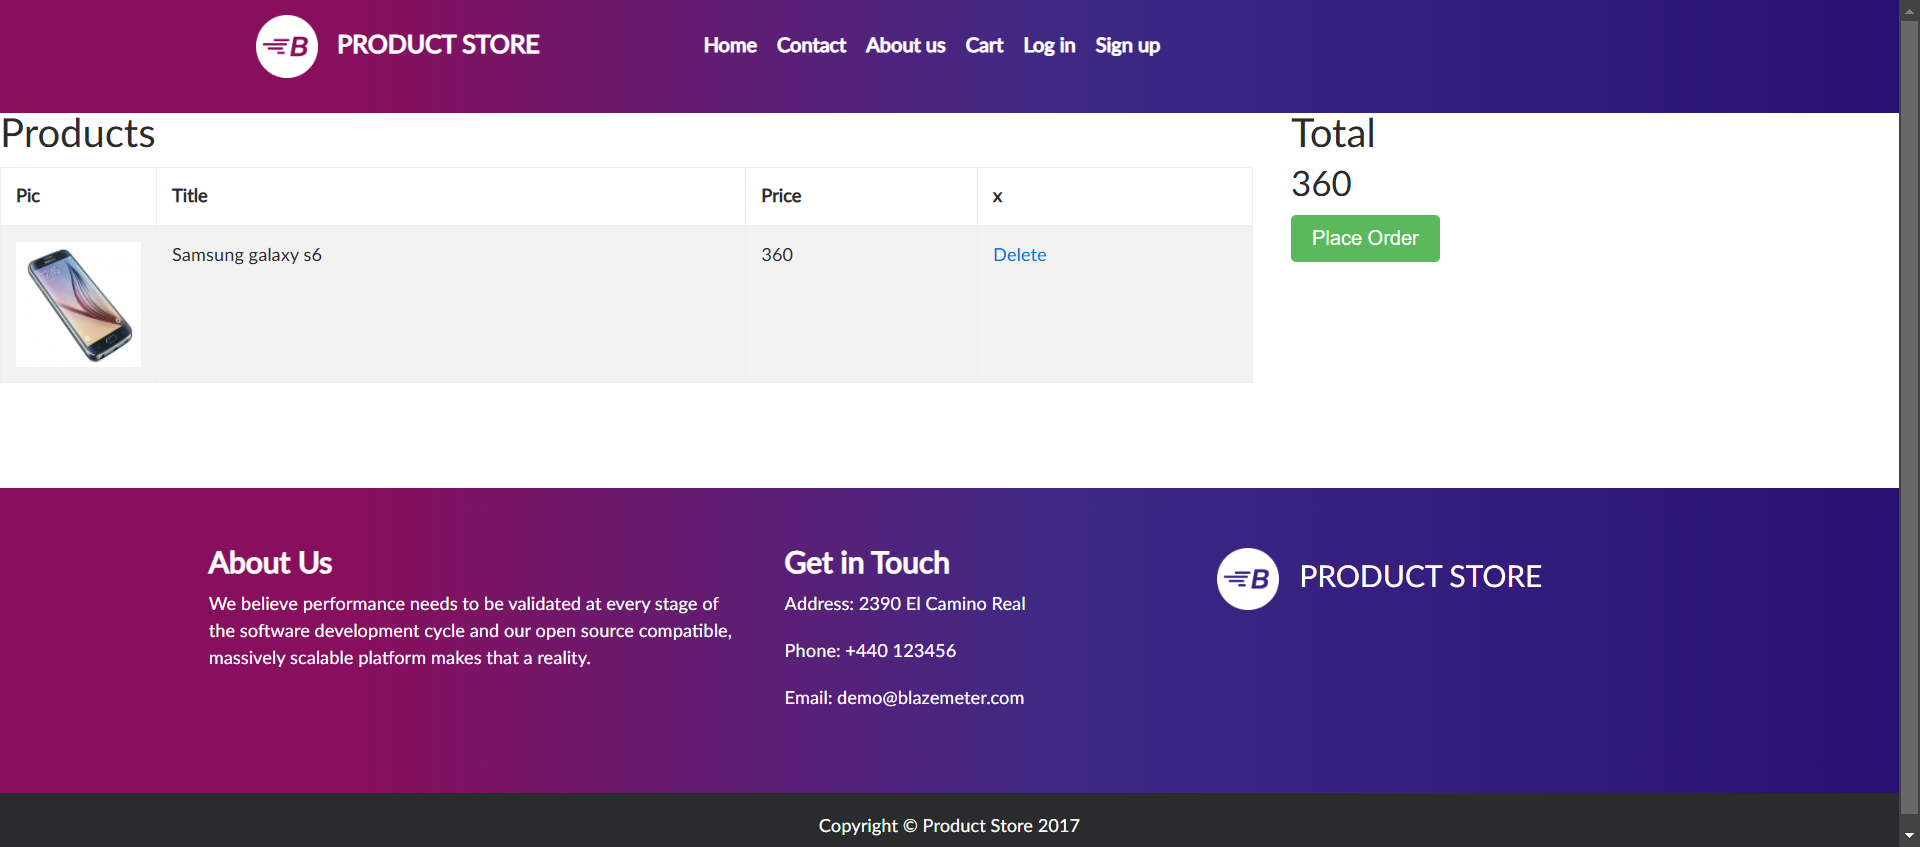 B PRODUCT STORE
Home Contact About us Cart Log in Sign up
Products
Pic Title Price x
Samsung galaxy s6 360 Delete
Total
360
Place Order
About Us
We believe performance needs to be validated at every stage of
the software development cycle and our open source compatible,
massively scalable platform makes that a reality.
Get in Touch
Address: 2390 El Camino Real
Phone: +440 123456
Email: demo@blazemeter.com
B PRODUCT STORE
Copyright © Product Store 2017